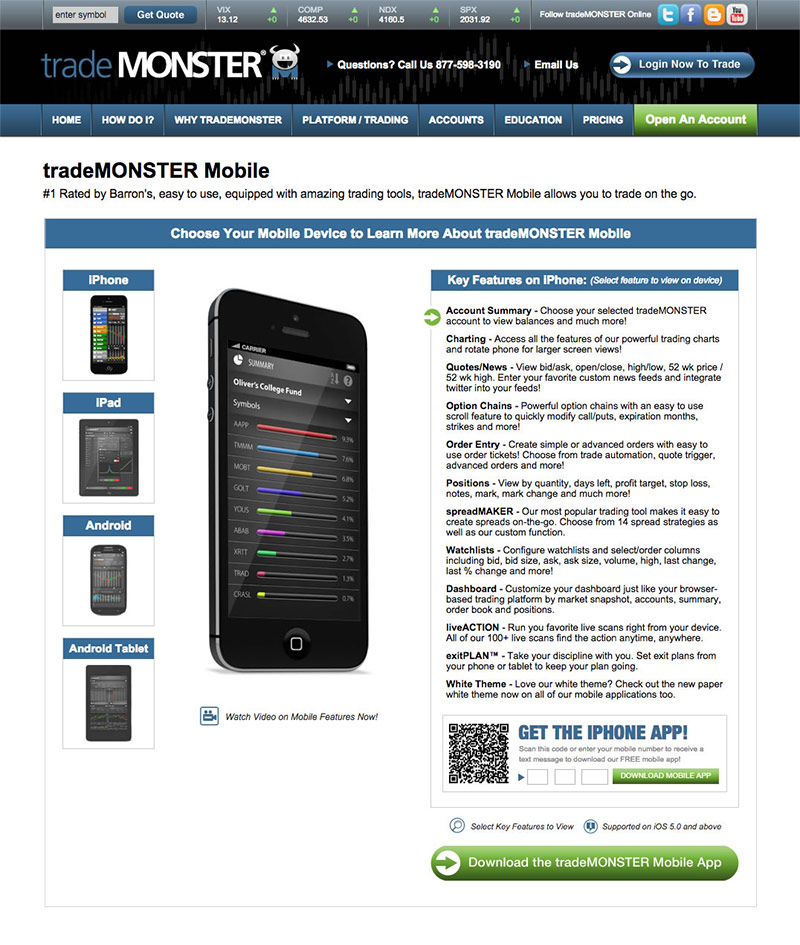 enter symbol
Get Quote
VIX
13.12
+0
COMP
4632.53
+0
NDX
4160.5
+0
SPX
2031.92
+0
Follow tradeMONSTER Online
You
Tube
trade MONSTER®
Questions? Call Us 877-598-3190
Email Us
Login Now To Trade
HOME
HOW DO I?
WHY TRADEMONSTER
PLATFORM / TRADING
ACCOUNTS
EDUCATION
PRICING
Open An Account
tradeMONSTER Mobile
#1 Rated by Barron's, easy to use, equipped with amazing trading tools, tradeMONSTER Mobile allows you to trade on the go.
Choose Your Mobile Device to Learn More About tradeMONSTER Mobile
iPhone
iPad
Android
Android Tablet
CARRIER
SUMMARY
Oliver's College Fund
Symbols
AAPP
9.3%
TMMM
7.6%
MOBT
6.8%
GOLT
5.2%
YOUS
4.1%
ABAB
3.5%
XRTT
2.7%
TRAD
1.3%
CRASL
0.7%
Watch Video on Mobile Features Now!
Key Features on iPhone: (Select feature to view on device)
Account Summary - Choose your selected tradeMONSTER
account to view balances and much more!
Charting - Access all the features of our powerful trading charts
and rotate phone for larger screen views!
Quotes/News - View bid/ask, open/close, high/low, 52 wk price /
52 wk high. Enter your favorite custom news feeds and integrate
twitter into your feeds!
Option Chains - Powerful option chains with an easy to use
scroll feature to quickly modify call/puts, expiration months,
strikes and more!
Order Entry - Create simple or advanced orders with easy to
use order tickets! Choose from trade automation, quote trigger,
advanced orders and more!
Positions - View by quantity, days left, profit target, stop loss,
notes, mark, mark change and much more!
spreadMAKER - Our most popular trading tool makes it easy to
create spreads on-the-go. Choose from 14 spread strategies as
well as our custom function.
Watchlists - Configure watchlists and select/order columns
including bid, bid size, ask, ask size, volume, high, last change,
last % change and more!
Dashboard - Customize your dashboard just like your browser-
based trading platform by market snapshot, accounts, summary,
order book and positions.
liveACTION - Run you favorite live scans right from your device.
All of our 100+ live scans find the action anytime, anywhere.
exitPLAN™ - Take your discipline with you. Set exit plans from
your phone or tablet to keep your plan going.
White Theme - Love our white theme? Check out the new paper
white theme now on all of our mobile applications too.
GET THE IPHONE APP!
Scan this code or enter your mobile number to receive a
text message to download our FREE mobile app!
DOWNLOAD MOBILE APP
Select Key Features to View
Supported on iOS 5.0 and above
Download the tradeMONSTER Mobile App